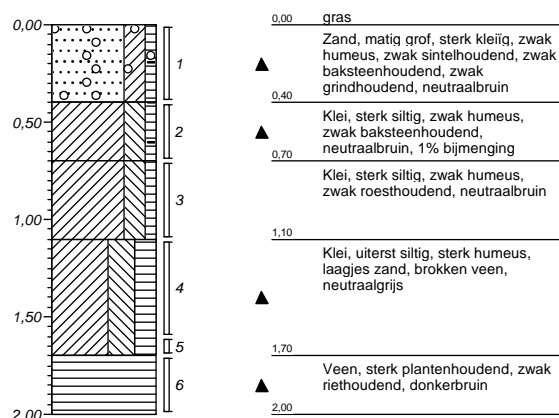 0,00
0,50
1,00
1,50
2,00
1
2
3
4
5
6
0,00 gras
Zand, matig grof, sterk kleiïg, zwak
humeus, zwak sintelhoudend, zwak
baksteenhoudend, zwak
grindhoudend, neutraalbruin
0,40
Klei, sterk siltig, zwak humeus,
zwak baksteenhoudend,
neutraalbruin, 1% bijmenging
0,70
Klei, sterk siltig, zwak humeus,
zwak roesthoudend, neutraalbruin
1,10
Klei, uiterst siltig, sterk humeus,
laagjes zand, brokken veen,
neutraalgrijs
1,70
Veen, sterk plantenhoudend, zwak
riethoudend, donkerbruin
2,00